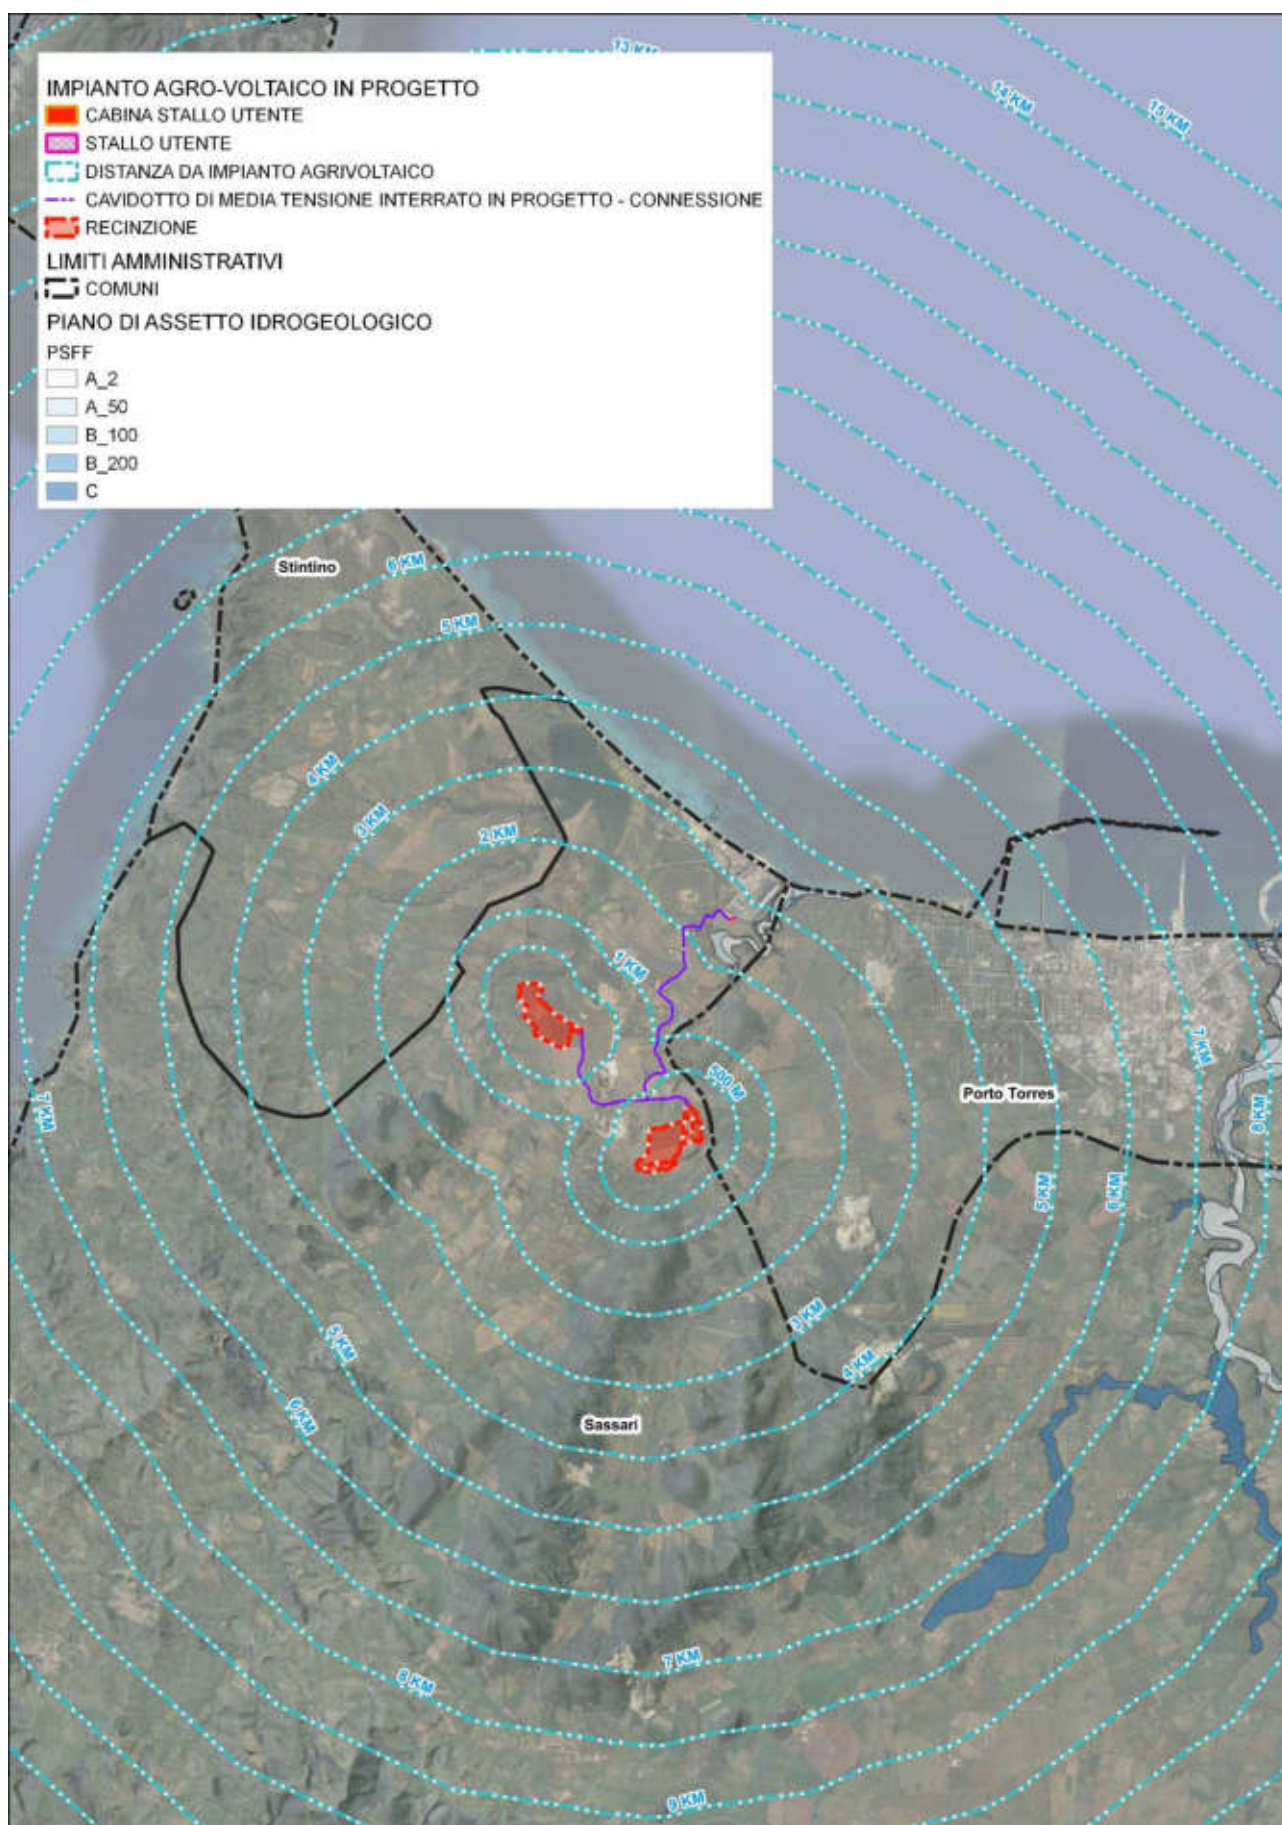 13 KM
14 KM
15 KM
IMPIANTO AGRO-VOLTAICO IN PROGETTO
CABINA STALLO UTENTE
STALLO UTENTE
DISTANZA DA IMPIANTO AGRIVOLTAICO
CAVIDOTTO DI MEDIA TENSIONE INTERRATO IN PROGETTO - CONNESSIONE
RECINZIONE
LIMITI AMMINISTRATIVI
COMUNI
PIANO DI ASSETTO IDROGEOLOGICO
PSFF
A_2
A_50
B_100
B_200
C
Stintino
6 KM
5 KM
4 KM
3 KM
2 KM
1 KM
500 M
7 KM
7 KM
8 KM
Porto Torres
5 KM
6 KM
3 KM
4 KM
5 KM
6 KM
Sassari
7 KM
8 KM
9 KM